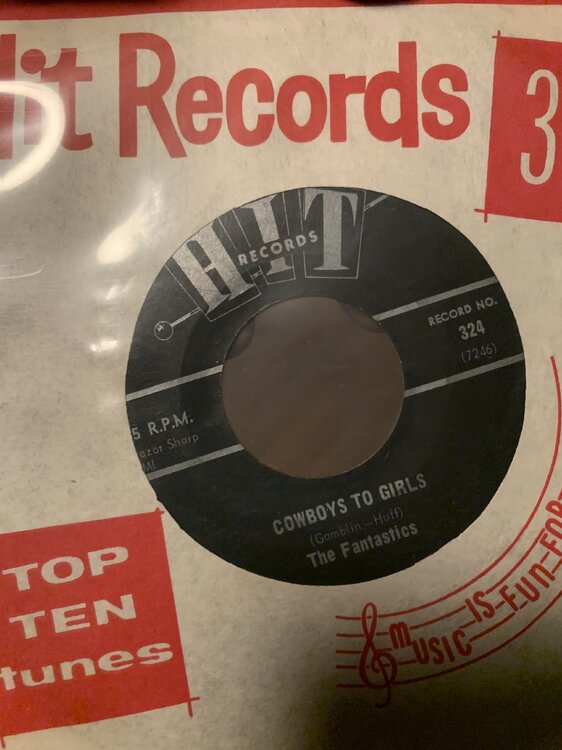 Hit Records
3
HIT
RECORDS
RECORD NO.
324
(7246)
5 R.P.M.
azor Sharp
MI
COWBOYS TO GIRLS
(Gamblin - Huff)
The Fantastics
TOP
TEN
tunes
MUSIC IS FUN FOR